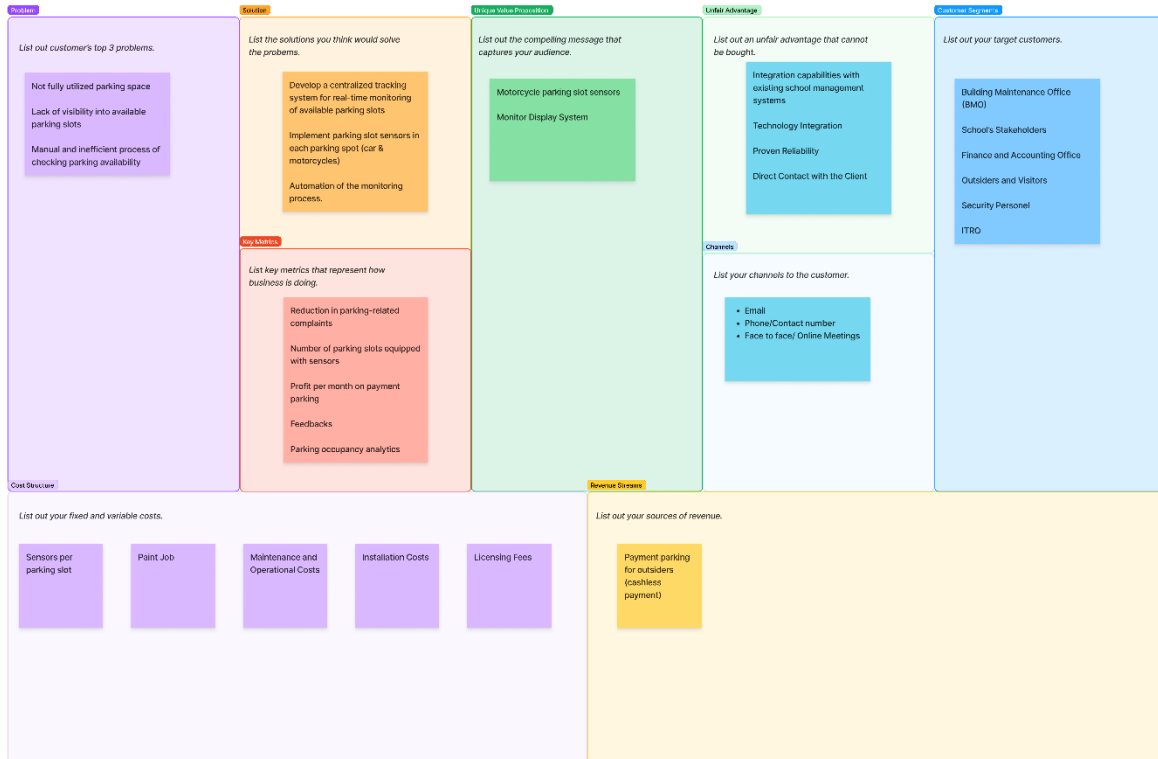 Problem
List out customer's top 3 problems.
Not fully utilized parking space
Lack of visibility into available
parking slots
Manual and inefficient process of
checking parking availability
Solution
List the solutions you think would solve
the probems.
Develop a centralized tracking
system for real-time monitoring
of available parking slots
Implement parking slot sensors in
each parking spot (car &
motorcycles)
Automation of the monitoring
process.
Key Metrics
List key metrics that represent how
business is doing.
Reduction in parking-related
complaints
Number of parking slots equipped
with sensors
Profit per month on payment
parking
Feedbacks
Parking occupancy analytics
Unique Value Proposition
List out the compelling message that
captures your audience.
Motorcycle parking slot sensors
Monitor Display System
Unfair Advantage
List out an unfair advantage that cannot
be bought.
Integration capabilities with
existing school management
systems
Technology Integration
Proven Reliability
Direct Contact with the Client
Channels
List your channels to the customer.
• Email
• Phone/Contact number
• Face to face/ Online Meetings
Customer Segments
List out your target customers.
Building Maintenance Office
(BMO)
School's Stakeholders
Finance and Accounting Office
Outsiders and Visitors
Security Personel
ITRO
Cost Structure
List out your fixed and variable costs.
Sensors per
parking slot
Paint Job
Maintenance and
Operational Costs
Installation Costs
Licensing Fees
Revenue Streams
List out your sources of revenue.
Payment parking
for outsiders
(cashless
payment)